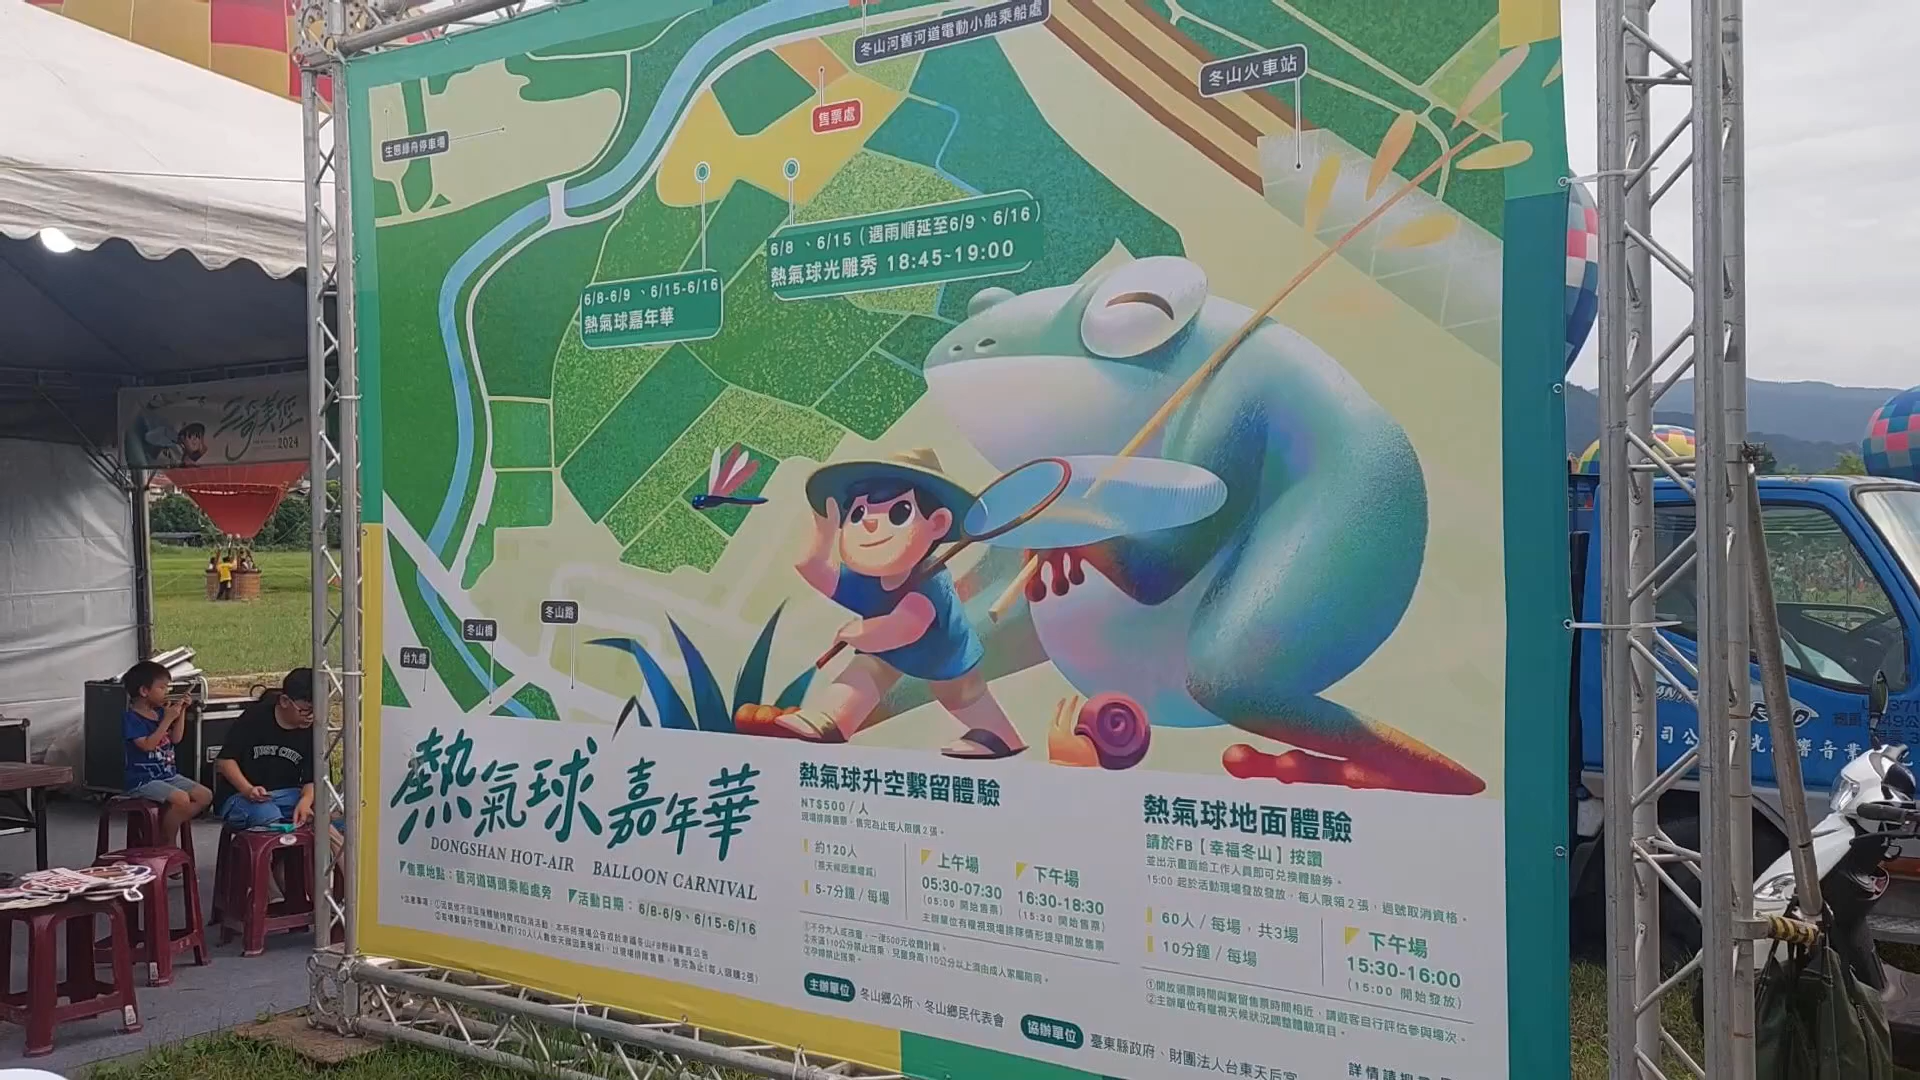 冬山河舊河道電動小船乘船處
冬山火車站
售票處
生態綠舟停車場
6/8、6/15(遇雨順延至6/9、6/16)
熱氣球光雕秀 18:45~19:00
6/8-6/9、6/15-6/16
熱氣球嘉年華
2024
冬山路
冬山橋
台九線
JUST
熱氣球嘉年華
DONGSHAN HOT-AIR BALLOON CARNIVAL
售票地點:舊河道碼頭乘船處旁
活動日期:6/8-6/9、6/15-6/16
熱氣球升空繫留體驗
NT$500/人
現場排隊售票,售完為止每人限購2張。
約120人
(視天候因素增減)
5-7分鐘/每場
上午場
05:30-07:30
(05:00 開始售票)
下午場
16:30-18:30
(15:30 開始售票)
主辦單位有權視現場排隊情形提早開放售票
①不分大人或孩童,一律500元收費計算。
②未滿110公分禁止搭乘,兒童身高110公分以上須由成人家屬陪同。
③孕婦禁止搭乘。
主辦單位
冬山鄉公所、冬山鄉民代表會
熱氣球地面體驗
請於FB【幸福冬山】按讚
並出示畫面給工作人員即可兌換體驗券。
15:00 起於活動現場發放發放,每人限領2張,過號取消資格。
60人/每場,共3場
10分鐘/每場
下午場
15:30-16:00
(15:00 開始發放)
①開放領票時間與繫留售票時間相近,請遊客自行評估參與場次。
②主辦單位有權視天候狀況調整體驗項目。
協辦單位
臺東縣政府、財團法人台東天后宮